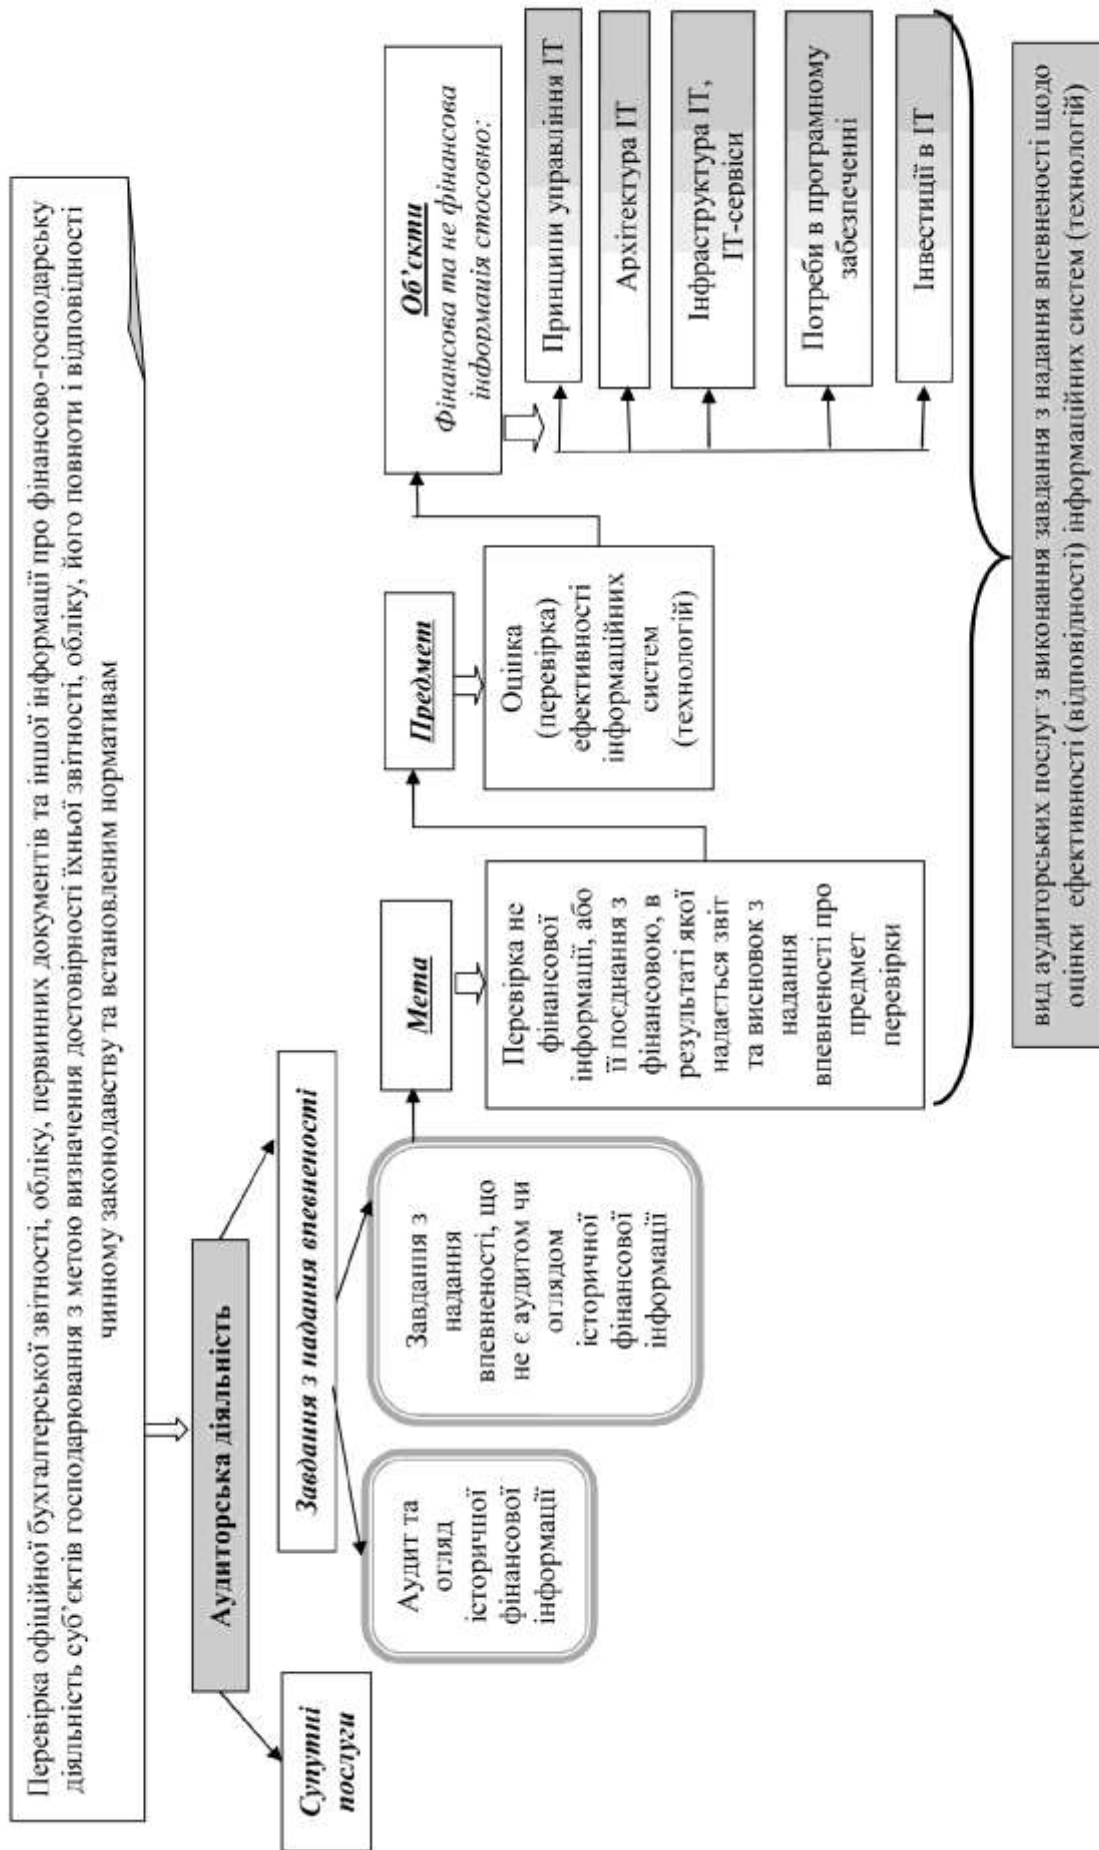 Перевірка офіційної бухгалтерської звітності, обліку, первинних документів та іншої інформації про фінансово-господарську
діяльність суб’єктів господарювання з метою визначення достовірності їхньої звітності, обліку, його повноти і відповідності
чинному законодавству та встановленим нормативам
Аудиторська діяльність
Супутні
послуги
Завдання з надання впевненості
Аудит та
огляд
історичної
фінансової
інформації
Завдання з
надання
впевненості, що
не є аудитом чи
оглядом
історичної
фінансової
інформації
Мета
Перевірка не
фінансової
інформації, або
її поєднання з
фінансовою, в
результаті якої
надається звіт
та висновок з
надання
впевненості про
предмет
перевірки
Предмет
Оцінка
(перевірка)
ефективності
інформаційних
систем
(технологій)
Об’єкти
Фінансова та не фінансова
інформація стосовно:
Принципи управління ІТ
Архітектура ІТ
Інфраструктура ІТ,
ІТ-сервіси
Потреби в програмному
забезпеченні
Інвестиції в ІТ
вид аудиторських послуг з виконання завдання з надання впевненості щодо
оцінки ефективності (відповідності) інформаційних систем (технологій)